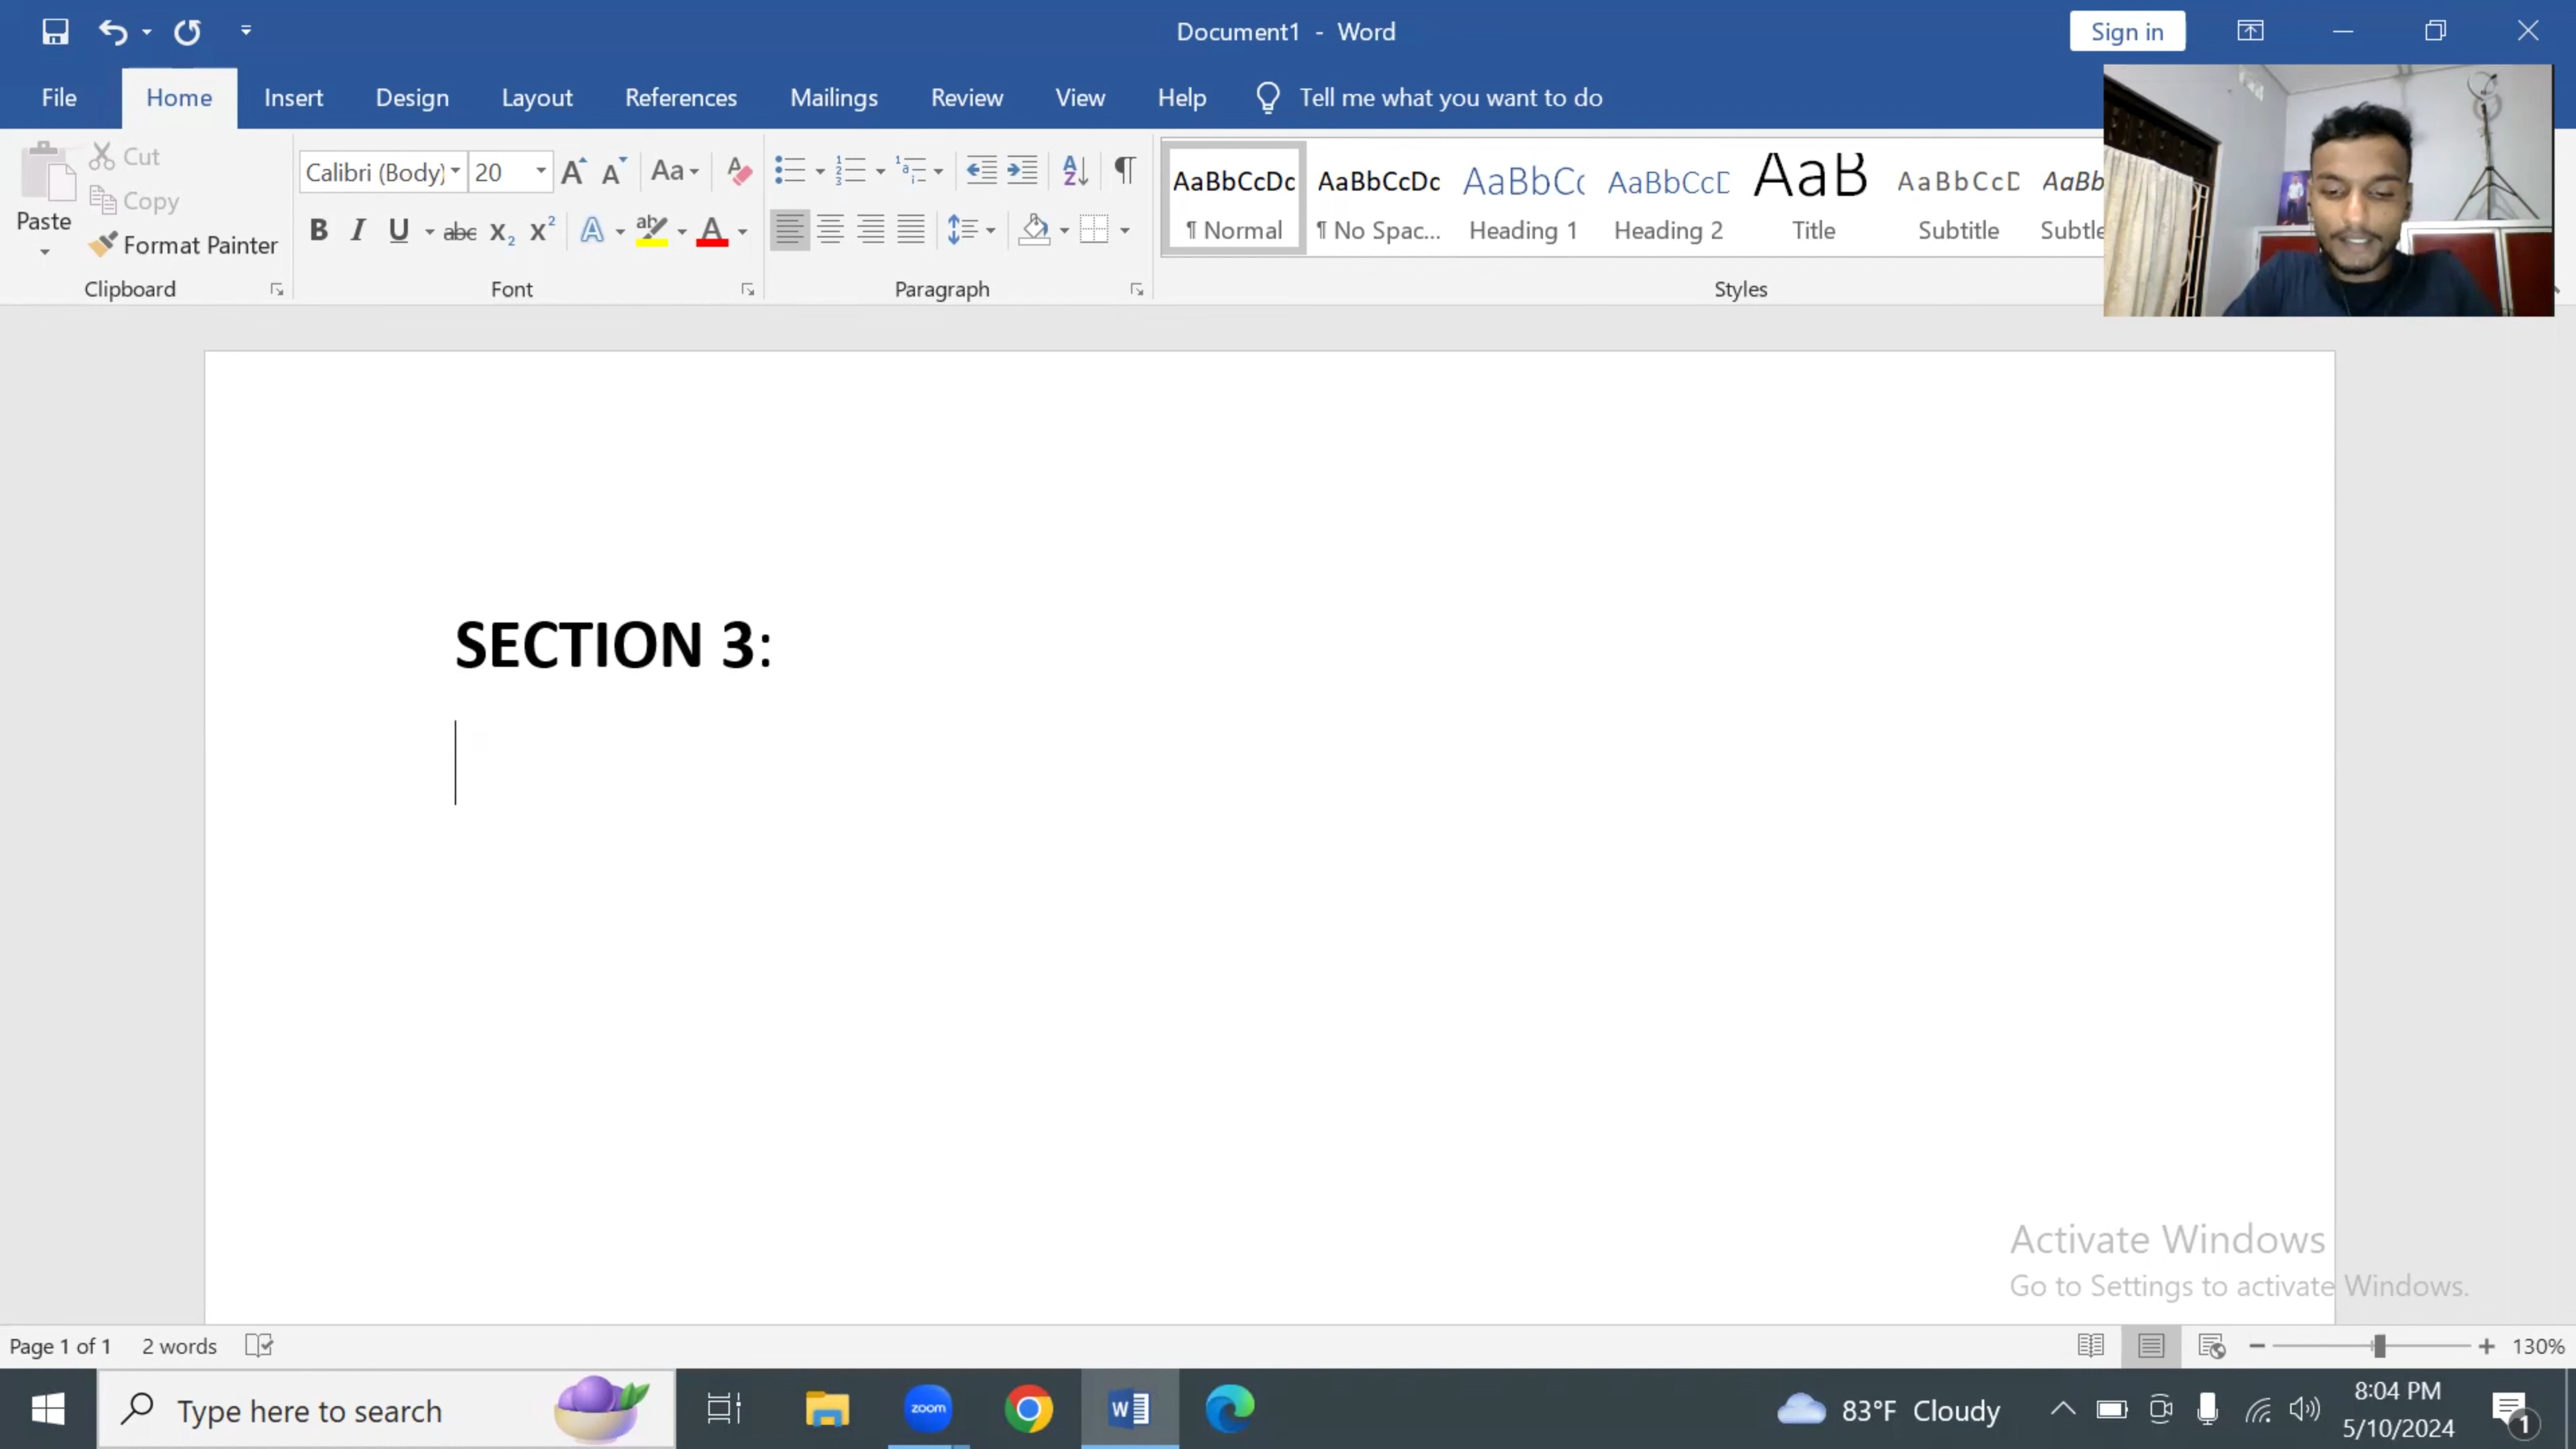 Document1 - Word
Sign in
File Home Insert Design Layout References Mailings Review View Help Tell me what you want to do
Paste
Cut
Copy
Format Painter
Clipboard
Calibri (Body) 20
Font
Paragraph
AaBbCcDc AaBbCcDc AaBbCc AaBbCcD AaB AaBbCcD AaBb
¶ Normal ¶ No Spac... Heading 1 Heading 2 Title Subtitle Subtle
Styles
SECTION 3:
Activate Windows
Go to Settings to activate Windows.
Page 1 of 1 2 words 130%
Type here to search
zoom
83°F Cloudy
8:04 PM
5/10/2024
1